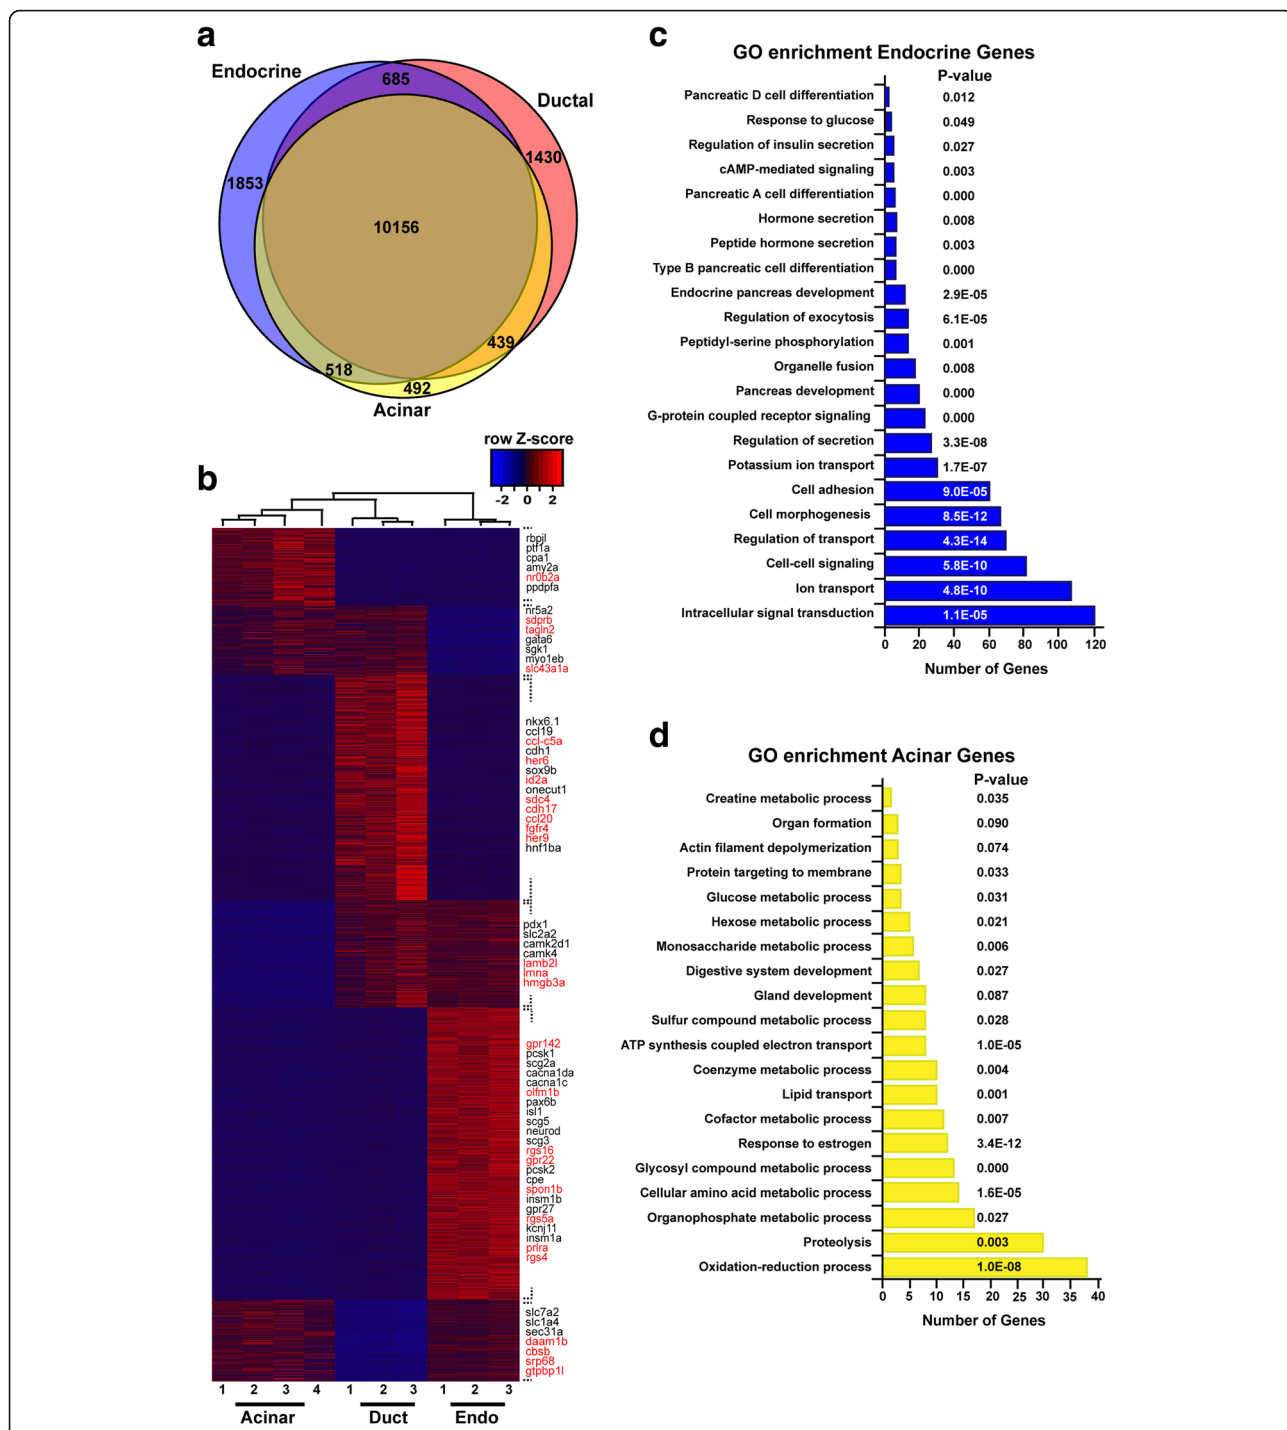 a
Endocrine
Ductal
685
1430
1853
10156
439
518
492
Acinar
b
row Z-score
-2 0 2
rbpjl
ptf1a
cpa1
amy2a
nr0b2a
ppdpfa
nr5a2
sdprb
tagln2
gata6
sgk1
myo1eb
slc43a1a
nkx6.1
ccl19
ccl-c5a
cdh1
her6
sox9b
id2a
onecut1
sdc4
cdh17
ccl20
fgfr4
her9
hnf1ba
pdx1
slc2a2
camk2d1
camk4
lamb2l
lmna
hmgb3a
gpr142
pcsk1
scg2a
cacna1da
cacna1c
olfm1b
pax6b
isl1
scg5
neurod
scg3
rgs16
gpr22
pcsk2
cpe
spon1b
insm1b
gpr27
rgs5a
kcnj11
insm1a
prlra
rgs4
slc7a2
slc1a4
sec31a
daam1b
cbsb
srp68
gtpbp1l
1 2 3 4 1 2 3 1 2 3
Acinar Duct Endo
c
GO enrichment Endocrine Genes
P-value
Pancreatic D cell differentiation 0.012
Response to glucose 0.049
Regulation of insulin secretion 0.027
cAMP-mediated signaling 0.003
Pancreatic A cell differentiation 0.000
Hormone secretion 0.008
Peptide hormone secretion 0.003
Type B pancreatic cell differentiation 0.000
Endocrine pancreas development 2.9E-05
Regulation of exocytosis 6.1E-05
Peptidyl-serine phosphorylation 0.001
Organelle fusion 0.008
Pancreas development 0.000
G-protein coupled receptor signaling 0.000
Regulation of secretion 3.3E-08
Potassium ion transport 1.7E-07
Cell adhesion 9.0E-05
Cell morphogenesis 8.5E-12
Regulation of transport 4.3E-14
Cell-cell signaling 5.8E-10
Ion transport 4.8E-10
Intracellular signal transduction 1.1E-05
0 20 40 60 80 100 120
Number of Genes
d
GO enrichment Acinar Genes
P-value
Creatine metabolic process 0.035
Organ formation 0.090
Actin filament depolymerization 0.074
Protein targeting to membrane 0.033
Glucose metabolic process 0.031
Hexose metabolic process 0.021
Monosaccharide metabolic process 0.006
Digestive system development 0.027
Gland development 0.087
Sulfur compound metabolic process 0.028
ATP synthesis coupled electron transport 1.0E-05
Coenzyme metabolic process 0.004
Lipid transport 0.001
Cofactor metabolic process 0.007
Response to estrogen 3.4E-12
Glycosyl compound metabolic process 0.000
Cellular amino acid metabolic process 1.6E-05
Organophosphate metabolic process 0.027
Proteolysis 0.003
Oxidation-reduction process 1.0E-08
0 5 10 15 20 25 30 35 40
Number of Genes